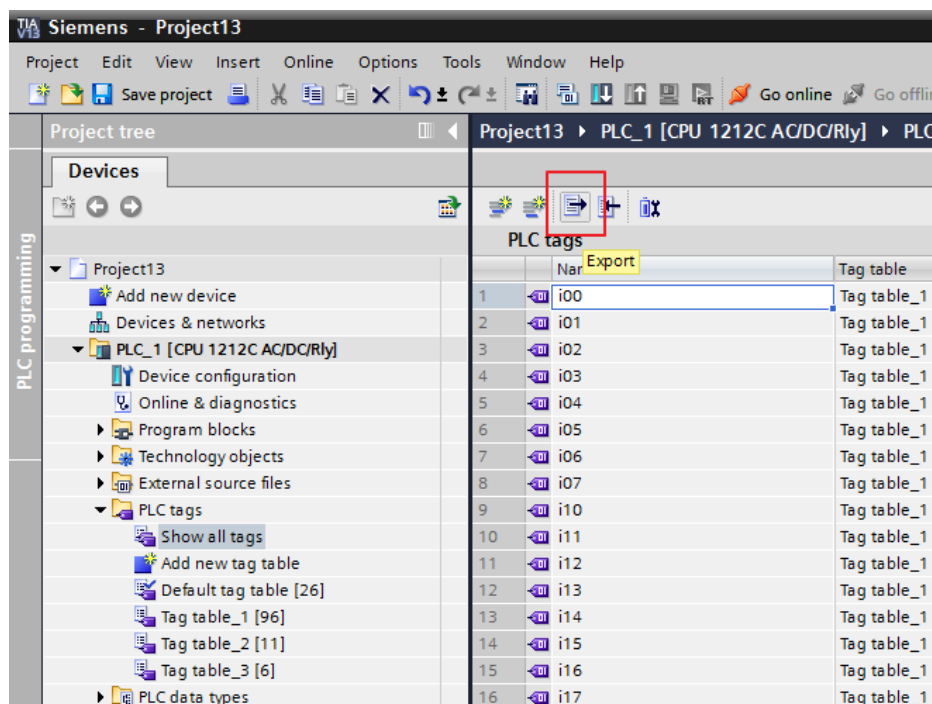 TIA V13 Siemens - Project13
Project Edit View Insert Online Options Tools Window Help
Save project Go online Go offli
Project tree
Project13 PLC_1 [CPU 1212C AC/DC/Rly] PLC
Devices
PLC programming
PLC tags
Export
Nar Tag table
Project13
Add new device
Devices & networks
PLC_1 [CPU 1212C AC/DC/Rly]
Device configuration
Online & diagnostics
Program blocks
Technology objects
External source files
PLC tags
Show all tags
Add new tag table
Default tag table [26]
Tag table_1 [96]
Tag table_2 [11]
Tag table_3 [6]
PLC data types
1 i00 Tag table_1
2 i01 Tag table_1
3 i02 Tag table_1
4 i03 Tag table_1
5 i04 Tag table_1
6 i05 Tag table_1
7 i06 Tag table_1
8 i07 Tag table_1
9 i10 Tag table_1
10 i11 Tag table_1
11 i12 Tag table_1
12 i13 Tag table_1
13 i14 Tag table_1
14 i15 Tag table_1
15 i16 Tag table_1
16 i17 Tag table_1